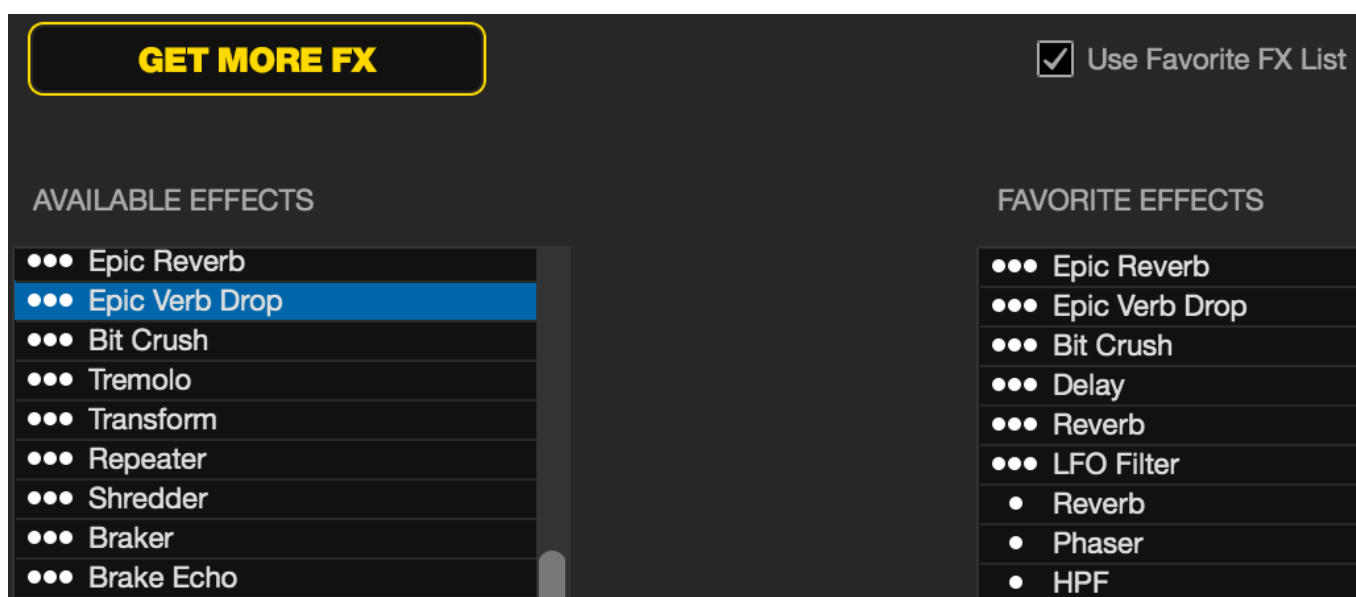 GET MORE FX
Use Favorite FX List
AVAILABLE EFFECTS
Epic Reverb
Epic Verb Drop
Bit Crush
Tremolo
Transform
Repeater
Shredder
Braker
Brake Echo
FAVORITE EFFECTS
Epic Reverb
Epic Verb Drop
Bit Crush
Delay
Reverb
LFO Filter
Reverb
Phaser
HPF